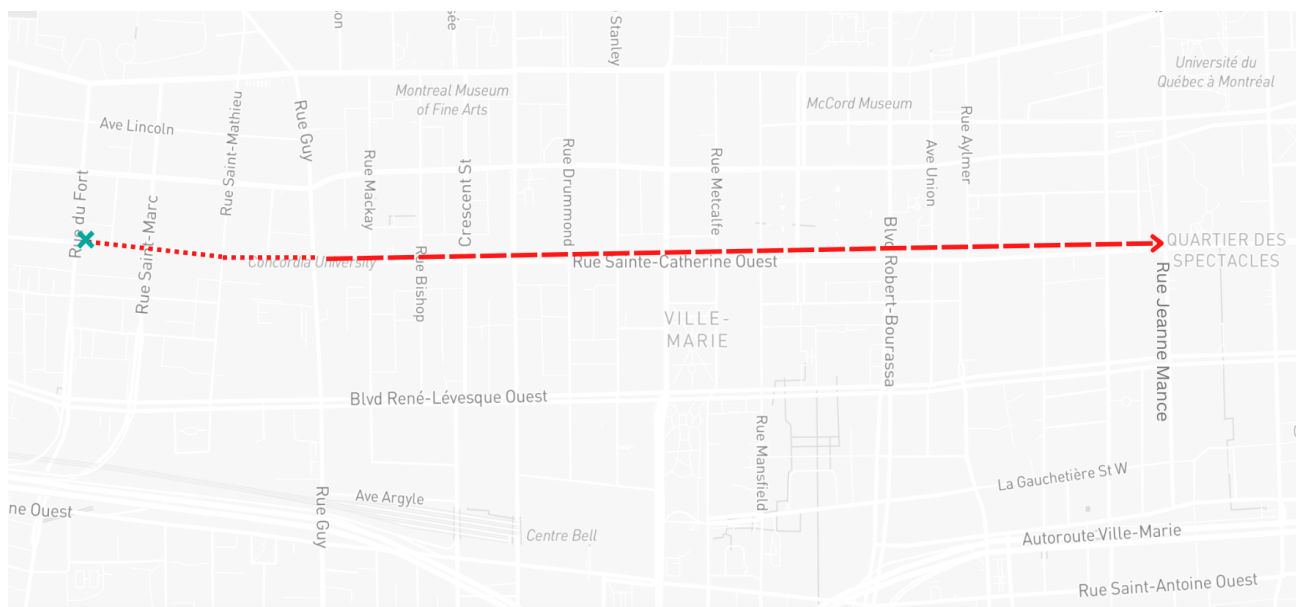 Stanley
Université du
Québec à Montréal
Montreal Museum
of Fine Arts
McCord Museum
Ave Lincoln
Rue Saint-Mathieu
Rue Guy
Rue Mackay
Crescent St
Rue Drummond
Rue Metcalfe
Ave Union
Rue Aylmer
Rue du Fort
Rue Saint-Marc
Concordia University
Rue Bishop
Rue Sainte-Catherine Ouest
Blvd Robert-Bourassa
QUARTIER DES
SPECTACLES
VILLE-
MARIE
Rue Jeanne Mance
Blvd René-Lévesque Ouest
Rue Mansfield
La Gauchetière St W
Rue Guy
Ave Argyle
ne Ouest
Centre Bell
Autoroute Ville-Marie
Rue Saint-Antoine Ouest